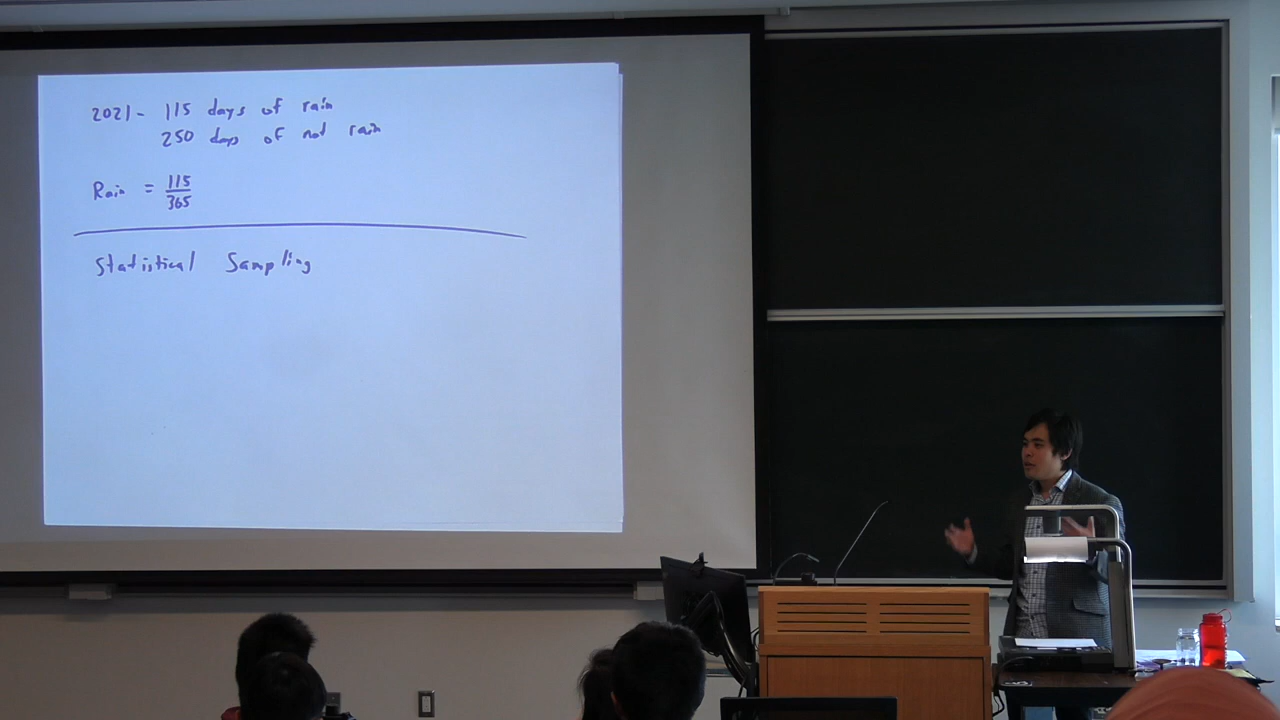 2021 - 115 days of rain
250 days of not rain
Rain = 115/365
Statistical Sampling